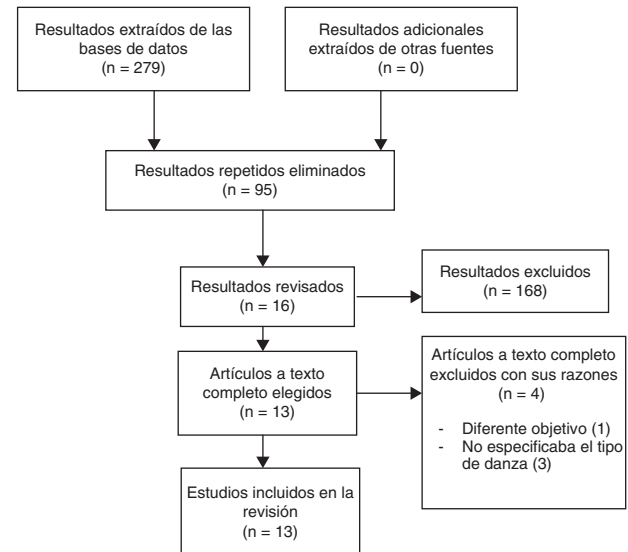 Resultados extraídos de las
bases de datos
(n = 279)
Resultados adicionales
extraídos de otras fuentes
(n = 0)
Resultados repetidos eliminados
(n = 95)
Resultados revisados
(n = 16)
Resultados excluidos
(n = 168)
Artículos a texto
completo elegidos
(n = 13)
Artículos a texto completo
excluidos con sus razones
(n = 4)
- Diferente objetivo (1)
- No especificaba el tipo
de danza (3)
Estudios incluidos en la
revisión
(n = 13)